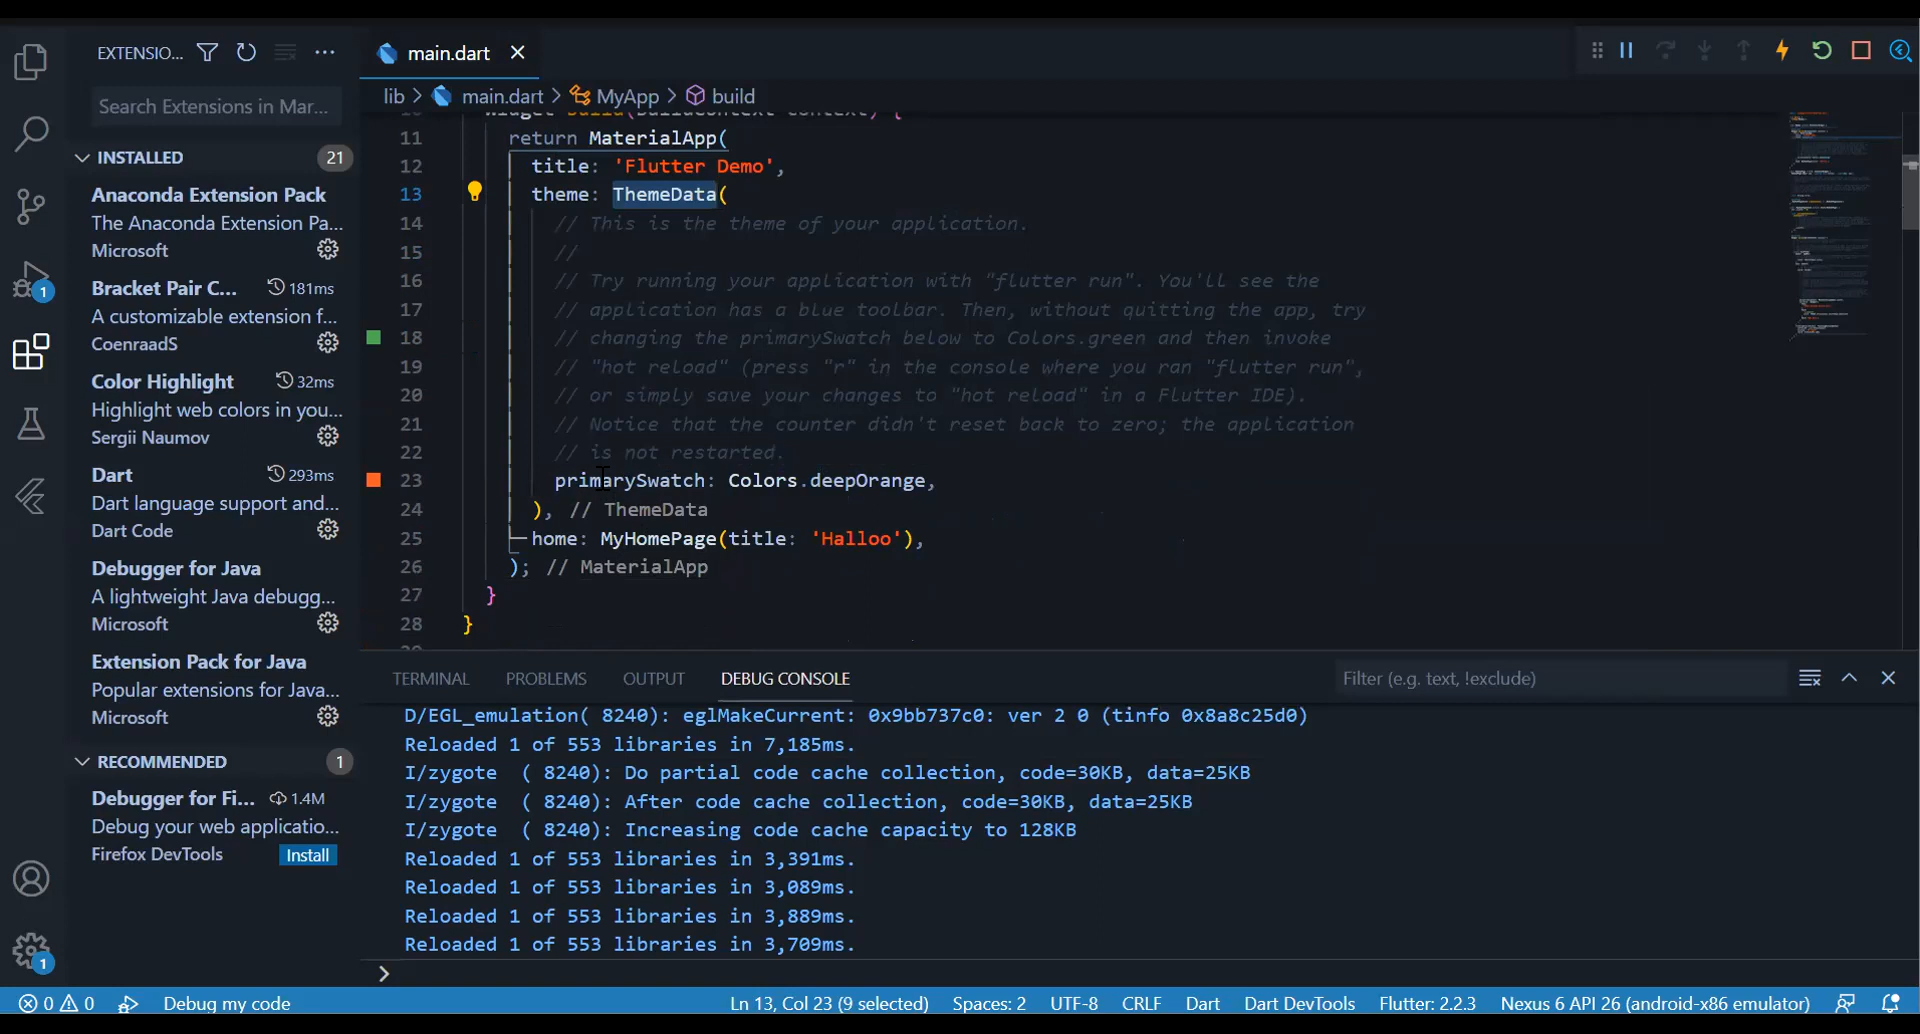 EXTENSIO...
Search Extensions in Mar...
INSTALLED 21
Anaconda Extension Pack
The Anaconda Extension Pa...
Microsoft
Bracket Pair C... 181ms
A customizable extension f...
CoenraadS
Color Highlight 32ms
Highlight web colors in you...
Sergii Naumov
Dart 293ms
Dart language support and...
Dart Code
Debugger for Java
A lightweight Java debugg...
Microsoft
Extension Pack for Java
Popular extensions for Java...
Microsoft
RECOMMENDED 1
Debugger for Fi... 1.4M
Debug your web applicatio...
Firefox DevTools Install
1
1
main.dart
lib > main.dart > MyApp > build
10 Widget build(BuildContext context) {
11 return MaterialApp(
12 title: 'Flutter Demo',
13 theme: ThemeData(
14 // This is the theme of your application.
15 //
16 // Try running your application with "flutter run". You'll see the
17 // application has a blue toolbar. Then, without quitting the app, try
18 // changing the primarySwatch below to Colors.green and then invoke
19 // "hot reload" (press "r" in the console where you ran "flutter run",
20 // or simply save your changes to "hot reload" in a Flutter IDE).
21 // Notice that the counter didn't reset back to zero; the application
22 // is not restarted.
23 primarySwatch: Colors.deepOrange,
24 ), // ThemeData
25 home: MyHomePage(title: 'Halloo'),
26 ); // MaterialApp
27 }
28 }
TERMINAL PROBLEMS OUTPUT DEBUG CONSOLE Filter (e.g. text, !exclude)
D/EGL_emulation( 8240): eglMakeCurrent: 0x9bb737c0: ver 2 0 (tinfo 0x8a8c25d0)
Reloaded 1 of 553 libraries in 7,185ms.
I/zygote ( 8240): Do partial code cache collection, code=30KB, data=25KB
I/zygote ( 8240): After code cache collection, code=30KB, data=25KB
I/zygote ( 8240): Increasing code cache capacity to 128KB
Reloaded 1 of 553 libraries in 3,391ms.
Reloaded 1 of 553 libraries in 3,089ms.
Reloaded 1 of 553 libraries in 3,889ms.
Reloaded 1 of 553 libraries in 3,709ms.
>
0 0 Debug my code Ln 13, Col 23 (9 selected) Spaces: 2 UTF-8 CRLF Dart Dart DevTools Flutter: 2.2.3 Nexus 6 API 26 (android-x86 emulator)